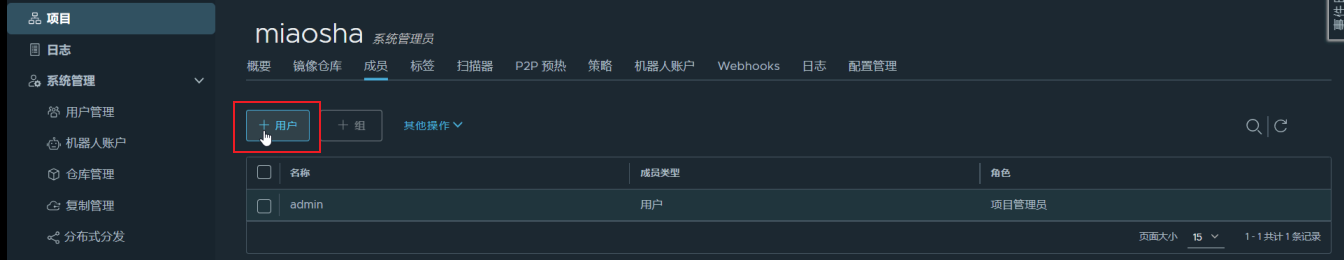 项目
日志
系统管理
用户管理
机器人账户
仓库管理
复制管理
分布式分发
miaosha 系统管理员
概要 镜像仓库 成员 标签 扫描器 P2P 预热 策略 机器人账户 Webhooks 日志 配置管理
+ 用户 + 组 其他操作
名称 成员类型 角色
admin 用户 项目管理员
页面大小 15 1 - 1 共计 1 条记录